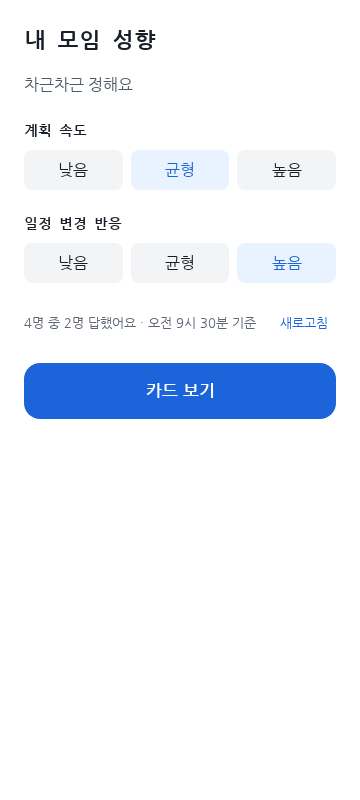 내 모임 성향
차근차근 정해요
계획 속도
낮음 균형 높음
일정 변경 반응
낮음 균형 높음
4명 중 2명 답했어요 · 오전 9시 30분 기준 새로고침
카드 보기